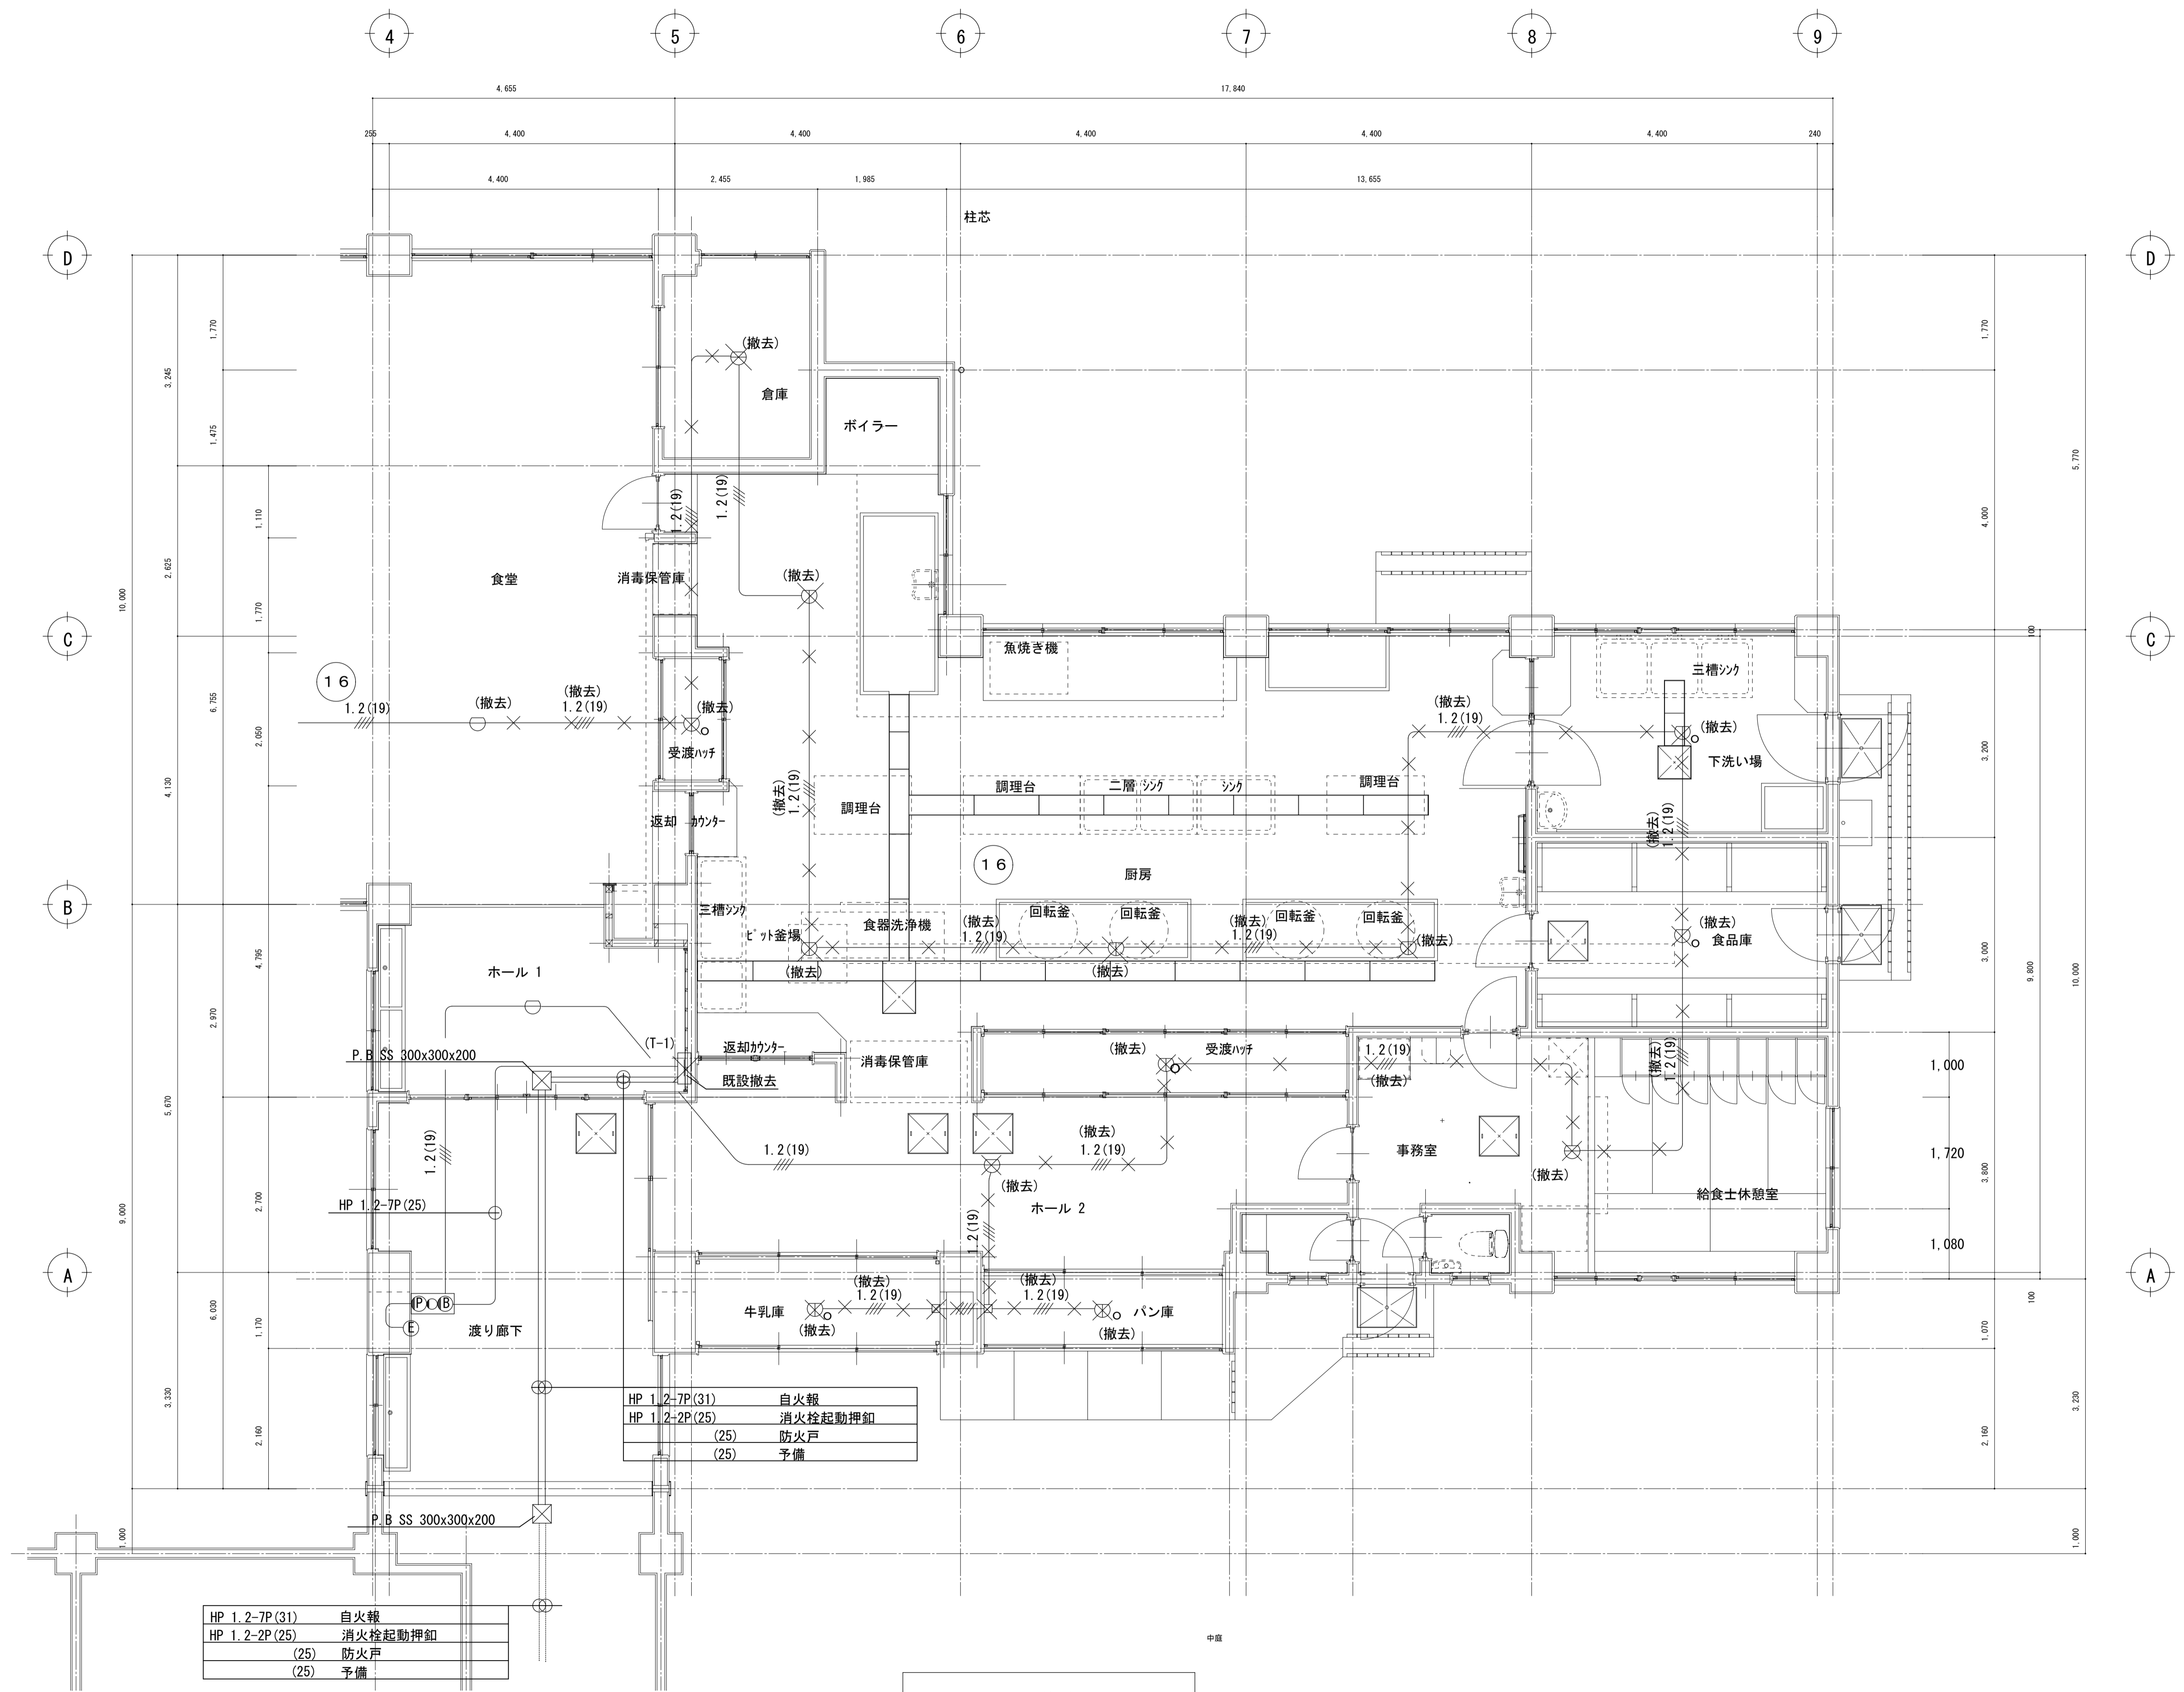 4 5 6 7 8 9
4,655 17,840
255 4,400 4,400 4,400 4,400 4,400 240
4,400 2,455 1,985 13,655
柱芯
D D
1,770 1,770
3,245
(撤去)
倉庫
ボイラー
1,475
5,770
1.2(19) 1.2(19)
1,110 4,000
2,625
食堂 消毒保管庫 (撤去)
10,000
1,770
C C
100
魚焼き機
三槽シンク
16
6,755
(撤去) (撤去) (撤去) (撤去)
1.2(19) 1.2(19) 1.2(19)
(撤去)
2,050
受渡ハッチ
下洗い場
3,200
4,130
(撤去)
1.2(19)
調理台 調理台 二層 シンク シンク 調理台
返却 カウンター
(撤去)
1.2(19)
16
厨房
B B
三槽シンク
ピット釜場
食器洗浄機
(撤去)
1.2(19)
回転釜 回転釜
(撤去)
1.2(19)
回転釜 回転釜
(撤去)
(撤去)
食品庫
4,795
ホール 1
(撤去) (撤去)
3,000
9,800
10,000
2,970
(T-1)
P.B SS 300x300x200
返却カウンター
消毒保管庫
(撤去)
受渡ハッチ
1.2(19)
(撤去)
(撤去)
1.2(19)
1,000
既設撤去
5,670
1.2(19)
1.2(19)
(撤去)
1.2(19)
事務室
1,720
3,800
(撤去)
(撤去)
給食士休憩室
HP 1.2-7P(25)
2,700
9,000
ホール 2
1.2(19)
1,080
A A
(撤去)
1.2(19)
(撤去)
1.2(19)
100
P B
E
渡り廊下
牛乳庫
(撤去)
パン庫
(撤去)
6,030
1,170 1,070
3,330
3,230
HP 1.2-7P(31) 自火報
HP 1.2-2P(25) 消火栓起動押釦
(25) 防火戸
(25) 予備
2,160 2,160
P.B SS 300x300x200
1,000 1,000
HP 1.2-7P(31) 自火報
HP 1.2-2P(25) 消火栓起動押釦
(25) 防火戸
(25) 予備
中庭